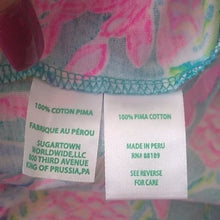 100% COTON PIMA
FABRIQUE AU PÉROU
SUGARTOWN
WORLDWIDE, LLC
800 THIRD AVENUE
KING OF PRUSSIA, PA
100% PIMA COTTON
MADE IN PERU
RN# 88189
SEE REVERSE
FOR CARE